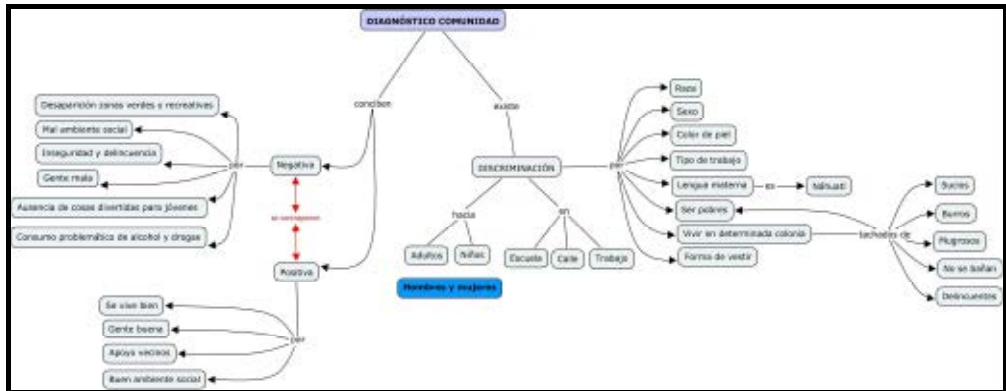 DIAGNÓSTICO COMUNIDAD
conciben
existe
Desaparición zonas verdes o recreativas
Mal ambiente social
Inseguridad y delincuencia
Gente mala
Ausencia de cosas divertidas para jóvenes
Consumo problemático de alcohol y drogas
por
Negativa
se contraponen
Positiva
Se vive bien
Gente buena
Apoyo vecinos
Buen ambiente social
por
DISCRIMINACIÓN
hacia
Adultos
Niñas
Hombres y mujeres
en
Escuela
Calle
Trabajo
por
Raza
Sexo
Color de piel
Tipo de trabajo
Lengua materna
es
Náhuatl
Ser pobres
Vivir en determinada colonia
Forma de vestir
tachados de
Sucios
Burros
Mugrosos
No se bañan
Delincuentes